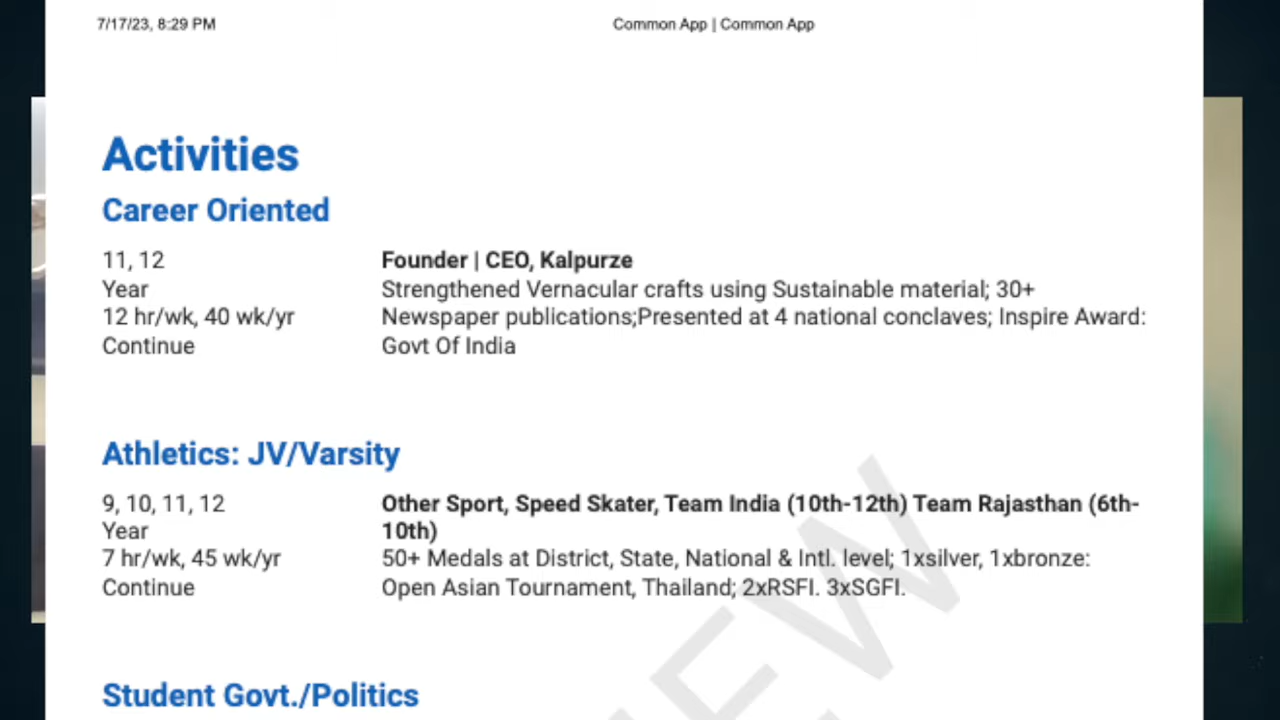 7/17/23, 8:29 PM
Common App | Common App
Activities
Career Oriented
11, 12
Founder | CEO, Kalpurze
Year
Strengthened Vernacular crafts using Sustainable material; 30+
12 hr/wk, 40 wk/yr
Newspaper publications;Presented at 4 national conclaves; Inspire Award:
Continue
Govt Of India
Athletics: JV/Varsity
9, 10, 11, 12
Other Sport, Speed Skater, Team India (10th-12th) Team Rajasthan (6th-
Year
10th)
7 hr/wk, 45 wk/yr
50+ Medals at District, State, National & Intl. level; 1xsilver, 1xbronze:
Continue
Open Asian Tournament, Thailand; 2xRSFI. 3xSGFI.
Student Govt./Politics